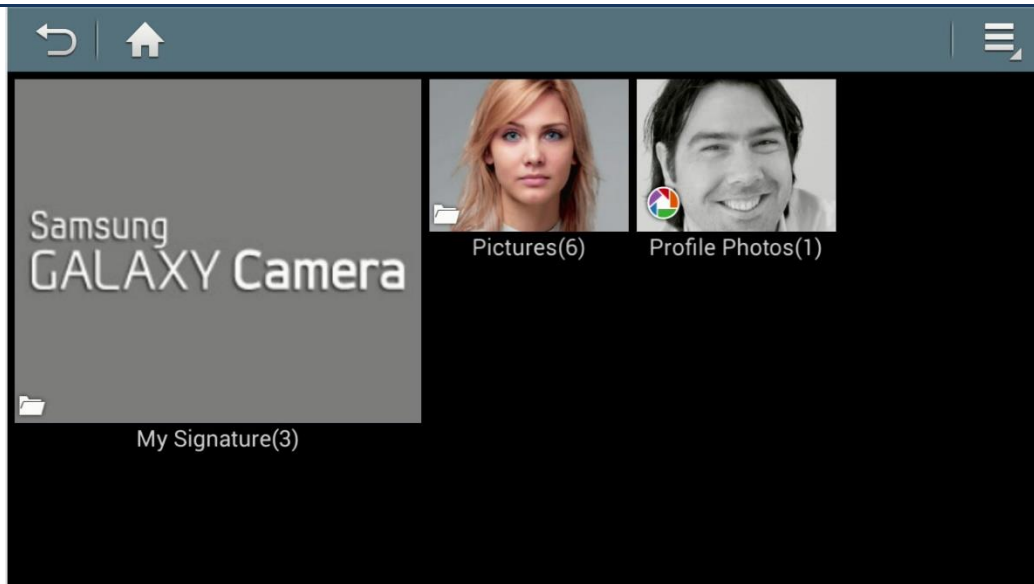 Samsung
GALAXY Camera
My Signature(3)
Pictures(6)
Profile Photos(1)